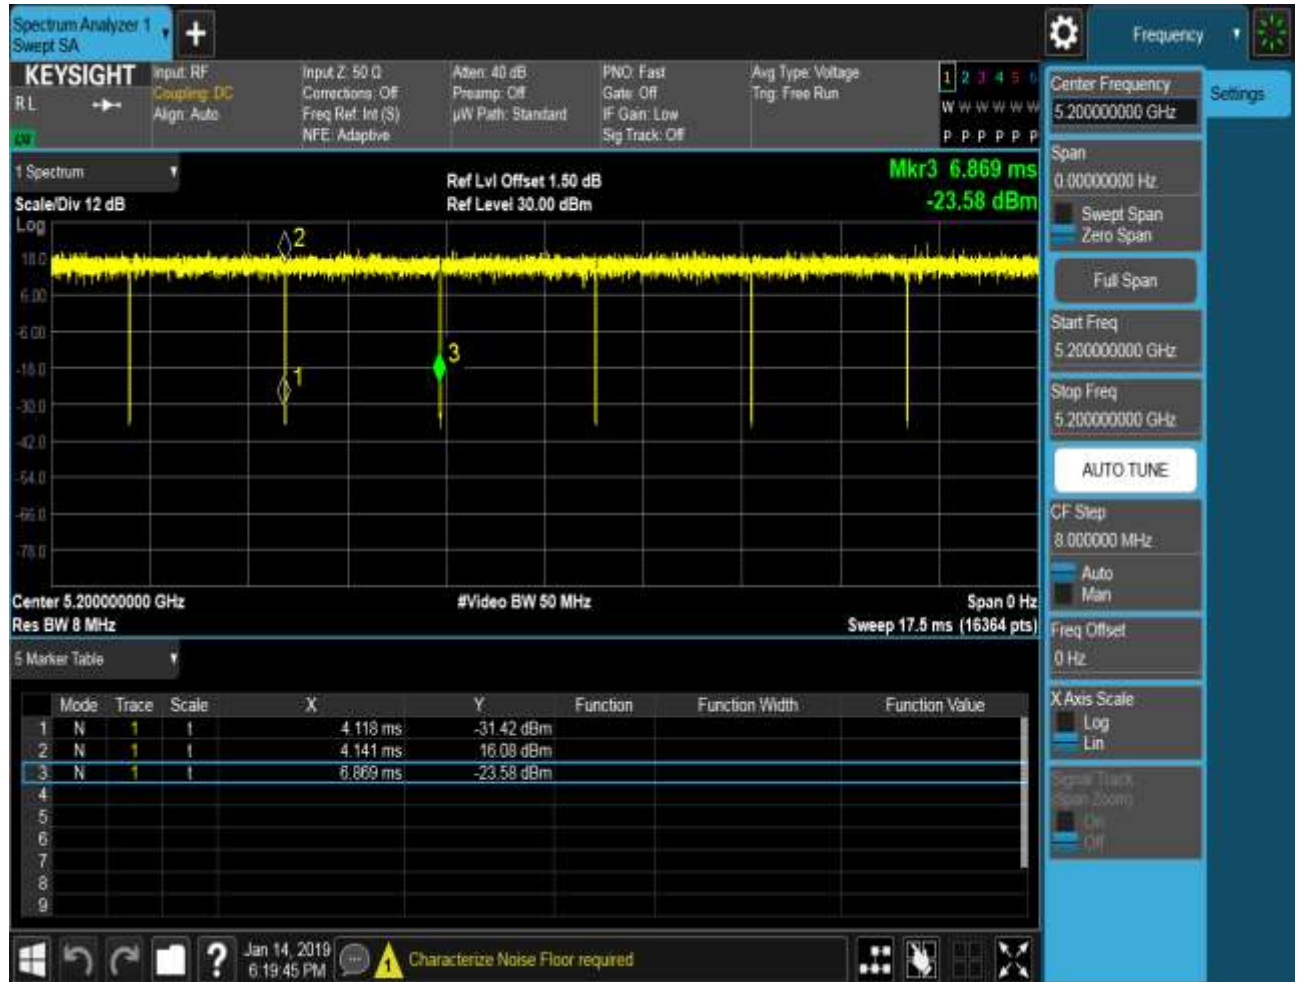 Spectrum Analyzer 1
Swept SA
Frequency
KEYSIGHT
RL
Input: RF
Coupling: DC
Align: Auto
Input Z: 50 Ω
Corrections: Off
Freq Ref: Int (S)
NFE: Adaptive
Atten: 40 dB
Preamp: Off
µW Path: Standard
PNO: Fast
Gate: Off
IF Gain: Low
Sig Track: Off
Avg Type: Voltage
Trig: Free Run
1 2 3 4 5 6
W W W W W W
P P P P P P
Center Frequency
5.200000000 GHz
Settings
1 Spectrum
Scale/Div 12 dB
Ref Lvl Offset 1.50 dB
Ref Level 30.00 dBm
Mkr3 6.869 ms
-23.58 dBm
Log
18.0
6.00
-6.00
-18.0
-30.0
-42.0
-54.0
-66.0
-78.0
2
1
3
Center 5.200000000 GHz
Res BW 8 MHz
#Video BW 50 MHz
Span 0 Hz
Sweep 17.5 ms (16364 pts)
Span
0.00000000 Hz
Swept Span
Zero Span
Full Span
Start Freq
5.200000000 GHz
Stop Freq
5.200000000 GHz
AUTO TUNE
CF Step
8.000000 MHz
Auto
Man
Freq Offset
0 Hz
X Axis Scale
Log
Lin
Signal Track
(Span Zoom)
On
Off
5 Marker Table
Mode Trace Scale X Y Function Function Width Function Value
1 N 1 t 4.118 ms -31.42 dBm
2 N 1 t 4.141 ms 16.08 dBm
3 N 1 t 6.869 ms -23.58 dBm
4
5
6
7
8
9
Jan 14, 2019
6:19:45 PM
Characterize Noise Floor required